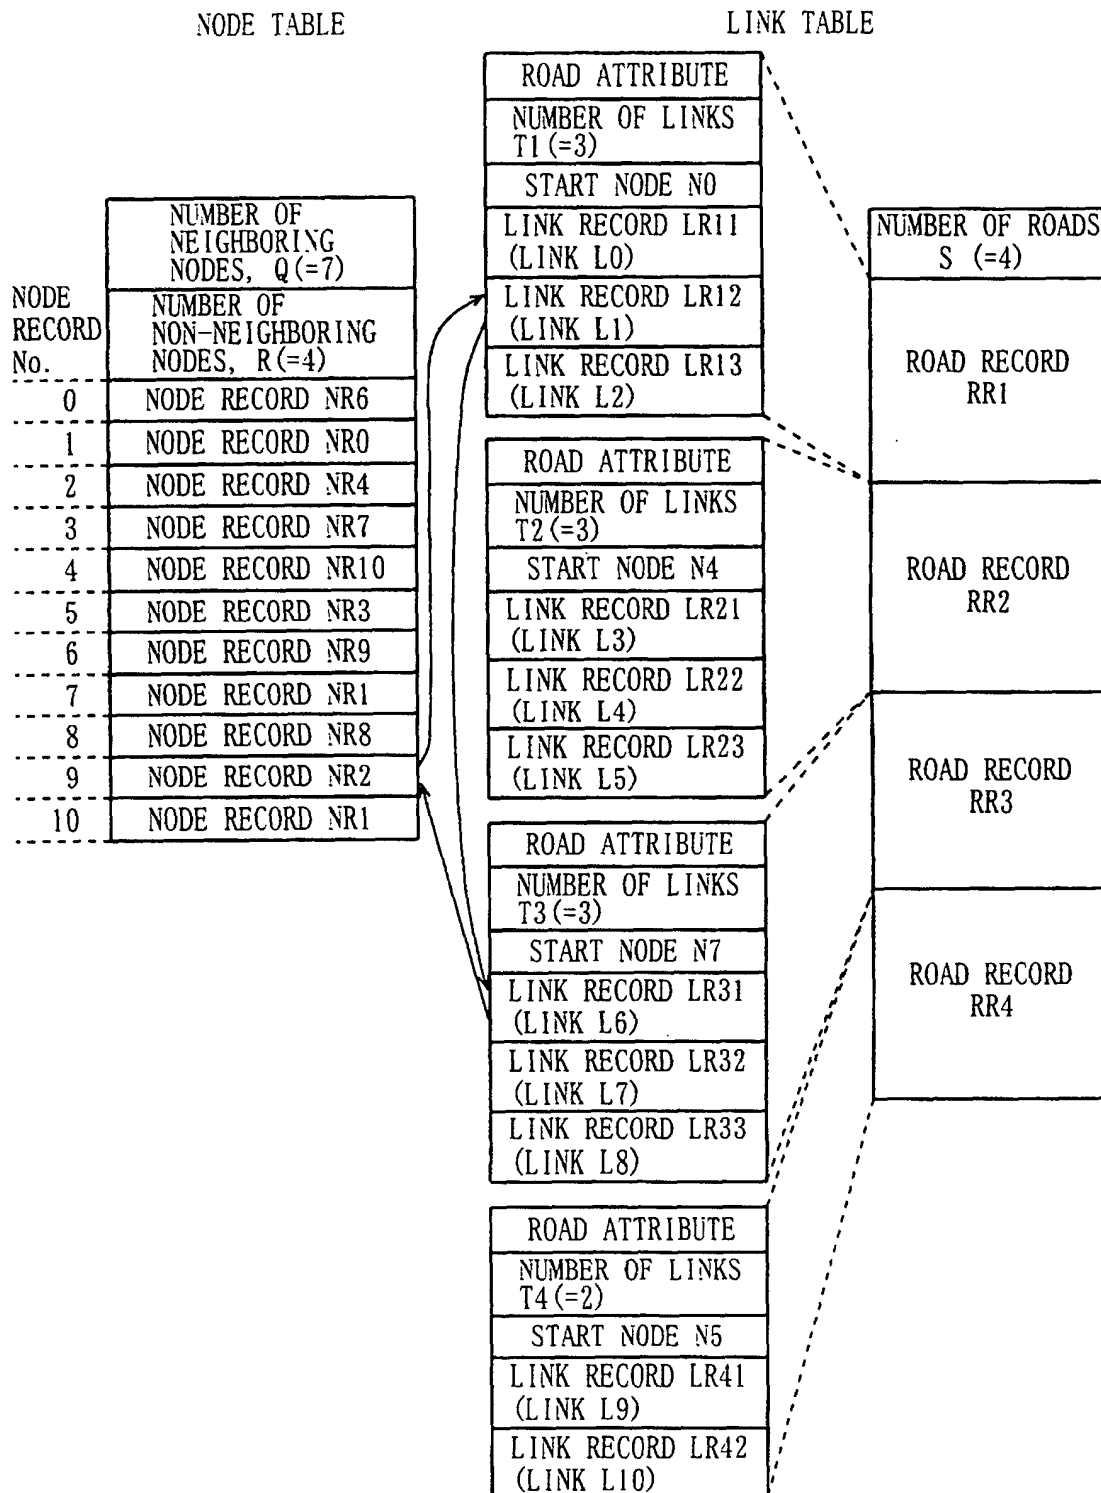 NODE TABLE
LINK TABLE
NUMBER OF
NEIGHBORING
NODES, Q(=7)
NODE
RECORD
No.
NUMBER OF
NON-NEIGHBORING
NODES, R(=4)
0 NODE RECORD NR6
1 NODE RECORD NR0
2 NODE RECORD NR4
3 NODE RECORD NR7
4 NODE RECORD NR10
5 NODE RECORD NR3
6 NODE RECORD NR9
7 NODE RECORD NR1
8 NODE RECORD NR8
9 NODE RECORD NR2
10 NODE RECORD NR1
ROAD ATTRIBUTE
NUMBER OF LINKS
T1(=3)
START NODE N0
LINK RECORD LR11
(LINK L0)
LINK RECORD LR12
(LINK L1)
LINK RECORD LR13
(LINK L2)
ROAD ATTRIBUTE
NUMBER OF LINKS
T2(=3)
START NODE N4
LINK RECORD LR21
(LINK L3)
LINK RECORD LR22
(LINK L4)
LINK RECORD LR23
(LINK L5)
ROAD ATTRIBUTE
NUMBER OF LINKS
T3(=3)
START NODE N7
LINK RECORD LR31
(LINK L6)
LINK RECORD LR32
(LINK L7)
LINK RECORD LR33
(LINK L8)
ROAD ATTRIBUTE
NUMBER OF LINKS
T4(=2)
START NODE N5
LINK RECORD LR41
(LINK L9)
LINK RECORD LR42
(LINK L10)
NUMBER OF ROADS
S (=4)
ROAD RECORD
RR1
ROAD RECORD
RR2
ROAD RECORD
RR3
ROAD RECORD
RR4